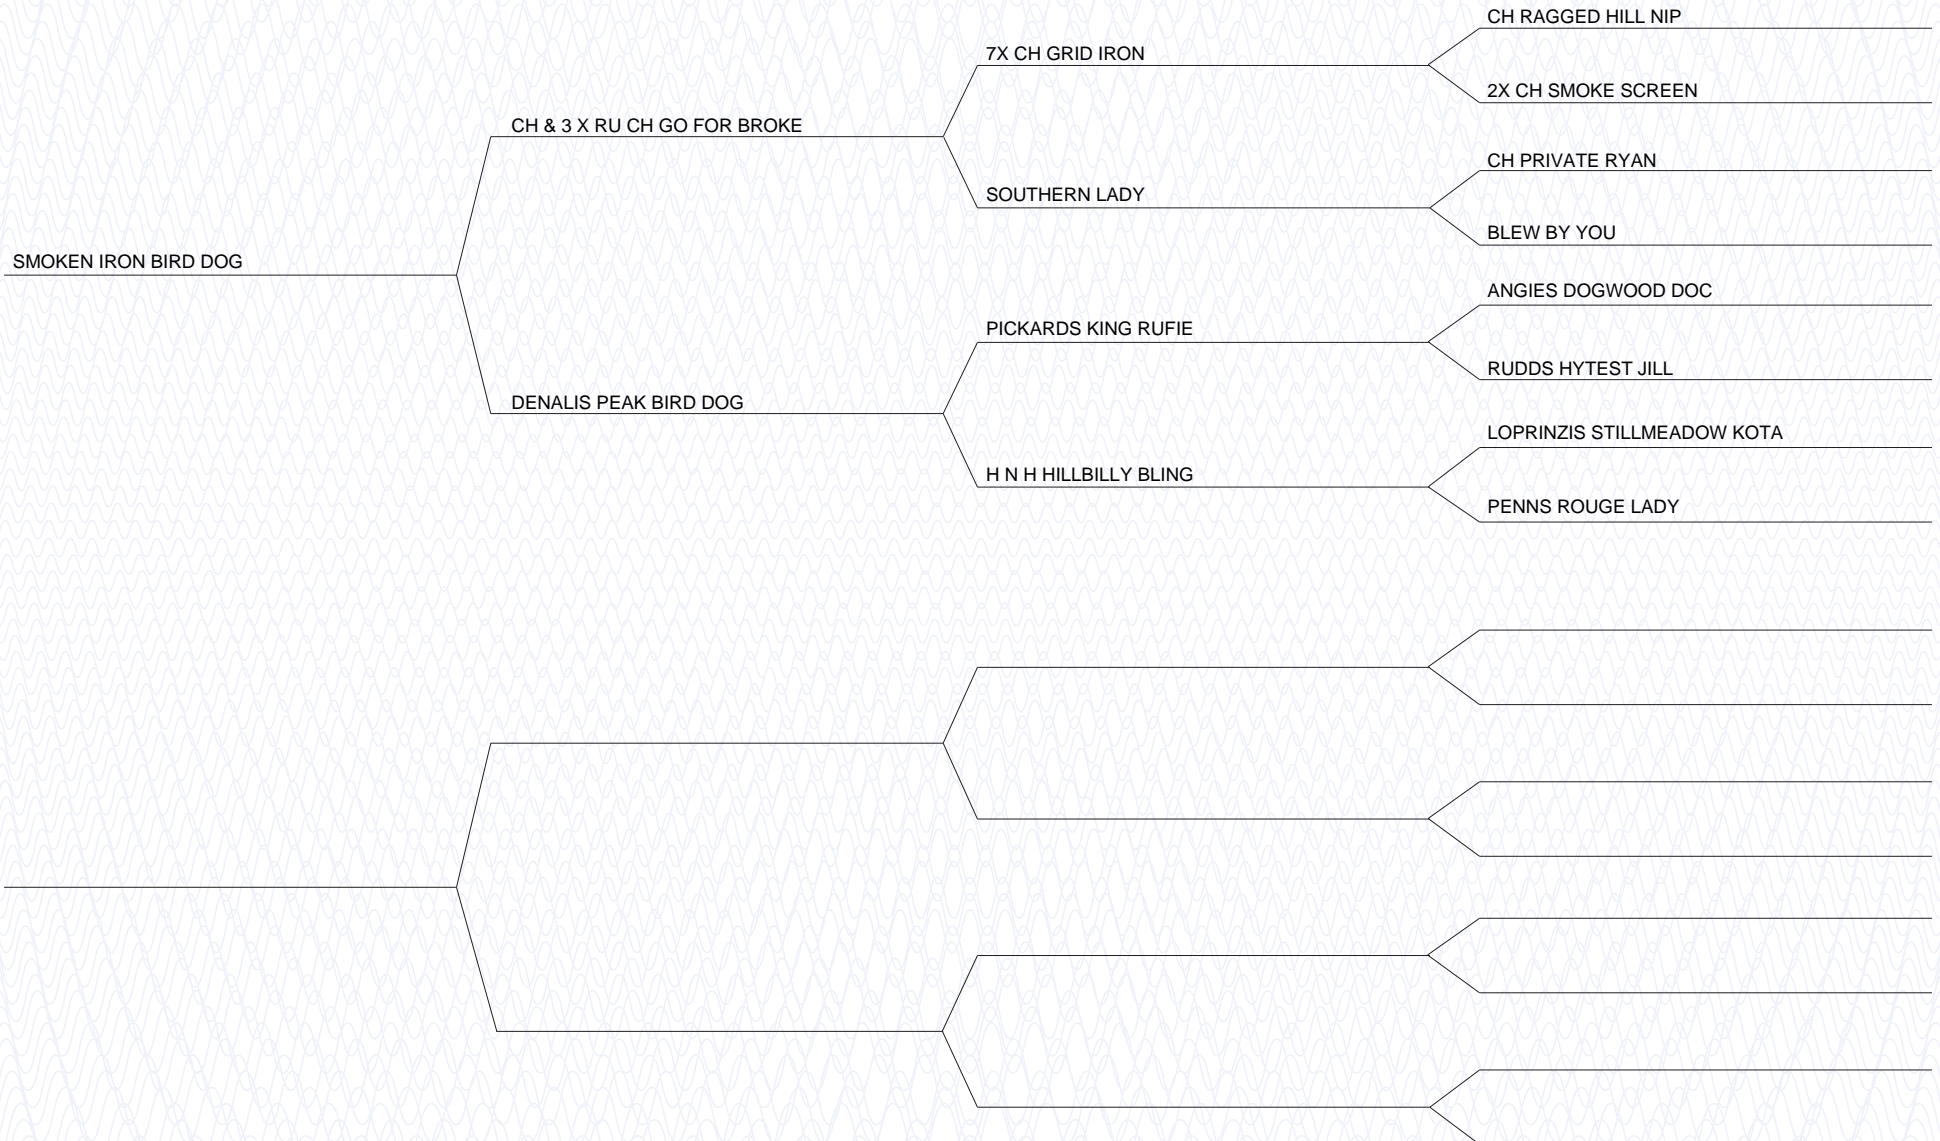 CH RAGGED HILL NIP
7X CH GRID IRON
2X CH SMOKE SCREEN
CH & 3 X RU CH GO FOR BROKE
CH PRIVATE RYAN
SOUTHERN LADY
BLEW BY YOU
SMOKEN IRON BIRD DOG
ANGIES DOGWOOD DOC
PICKARDS KING RUFIE
RUDDS HYTEST JILL
DENALIS PEAK BIRD DOG
LOPRINZIS STILLMEADOW KOTA
H N H HILLBILLY BLING
PENNS ROUGE LADY